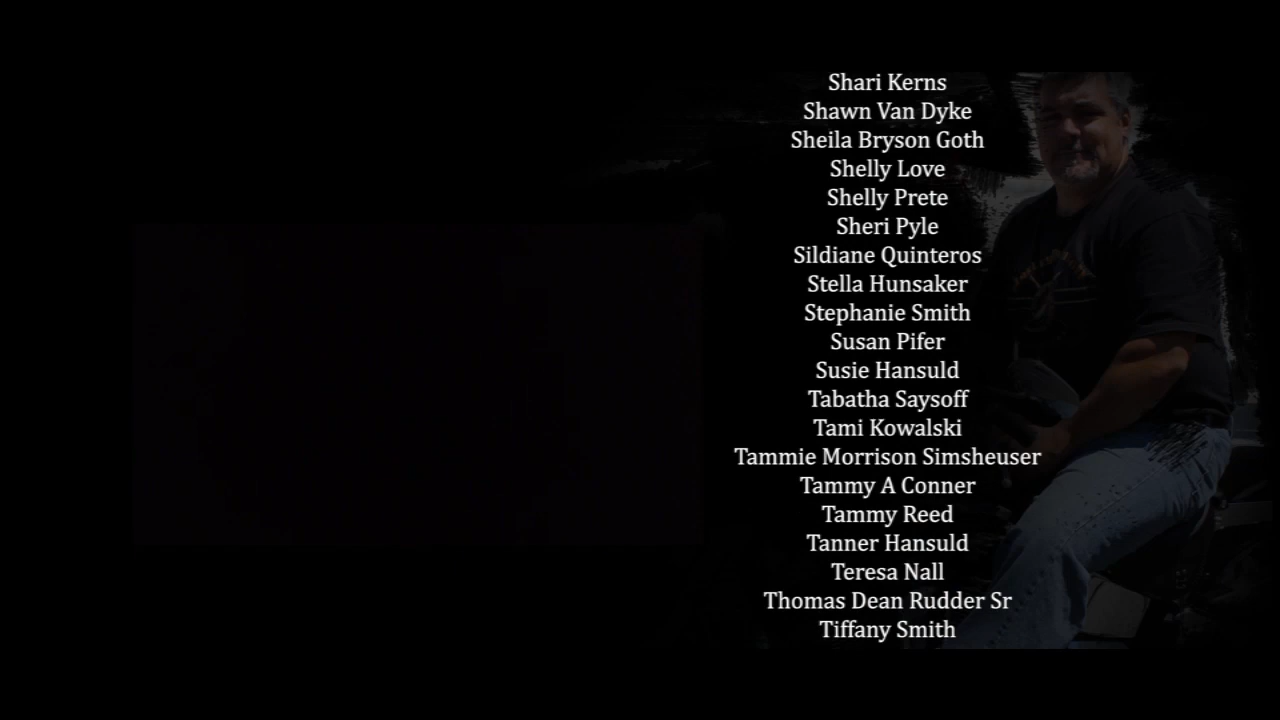 Shari Kerns
Shawn Van Dyke
Sheila Bryson Goth
Shelly Love
Shelly Prete
Sheri Pyle
Sildiane Quinteros
Stella Hunsaker
Stephanie Smith
Susan Pifer
Susie Hansuld
Tabatha Saysoff
Tami Kowalski
Tammie Morrison Simsheuser
Tammy A Conner
Tammy Reed
Tanner Hansuld
Teresa Nall
Thomas Dean Rudder Sr
Tiffany Smith